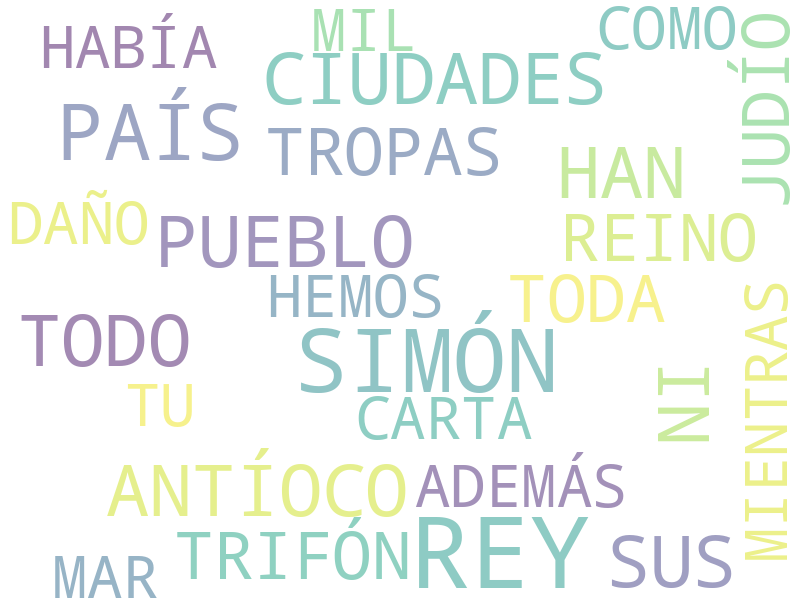 HABÍA
MIL
COMO
CIUDADES
JUDÍO
PAÍS
TROPAS
HAN
DAÑO
PUEBLO
REINO
HEMOS
TODA
TODO
SIMÓN
MIENTRAS
TU
CARTA
NI
ANTÍOCO
ADEMÁS
TRIFÓN
REY
SUS
MAR